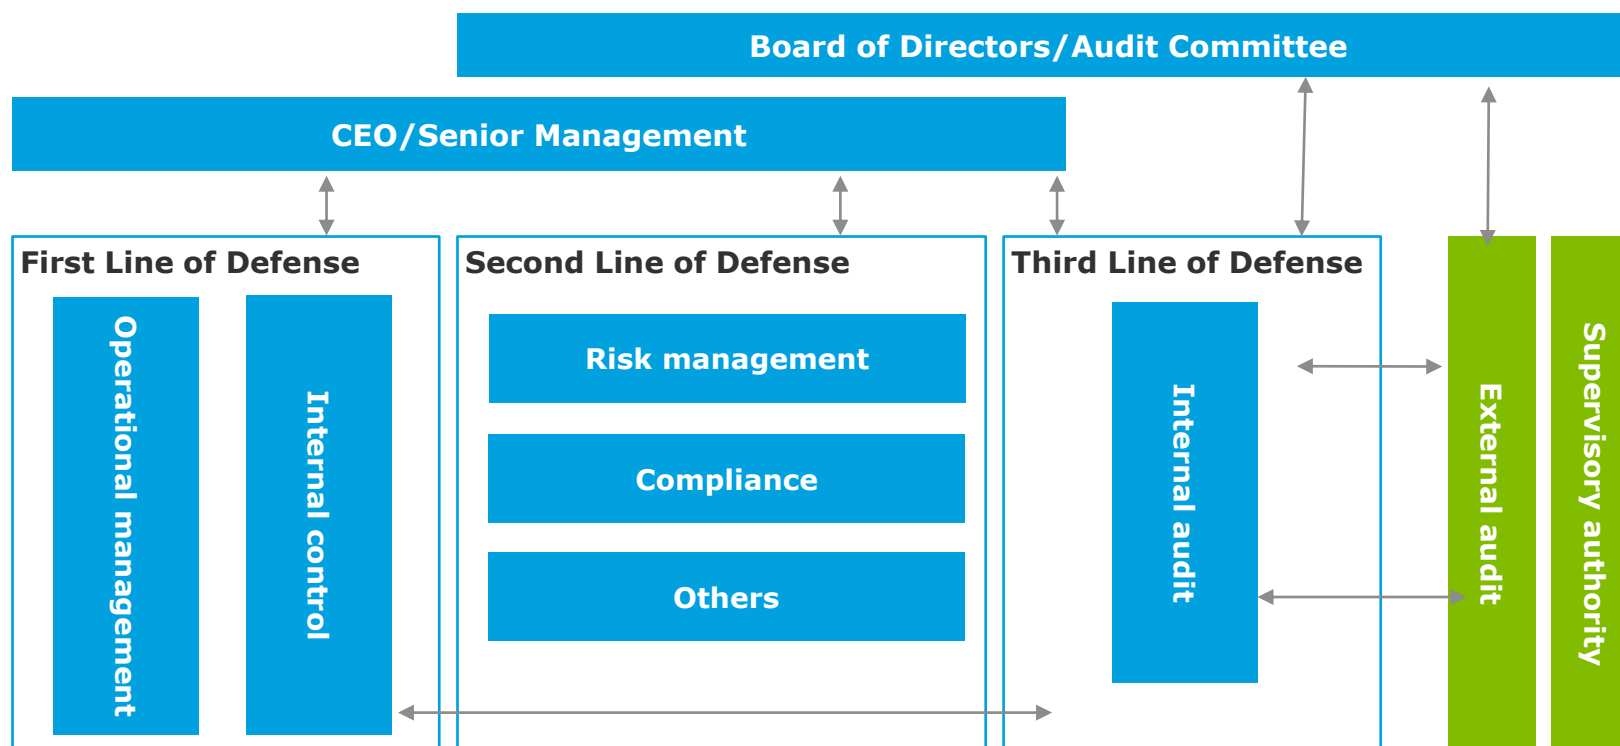 Board of Directors/Audit Committee
CEO/Senior Management
First Line of Defense
Operational management
Internal control
Second Line of Defense
Risk management
Compliance
Others
Third Line of Defense
Internal audit
External audit
Supervisory authority